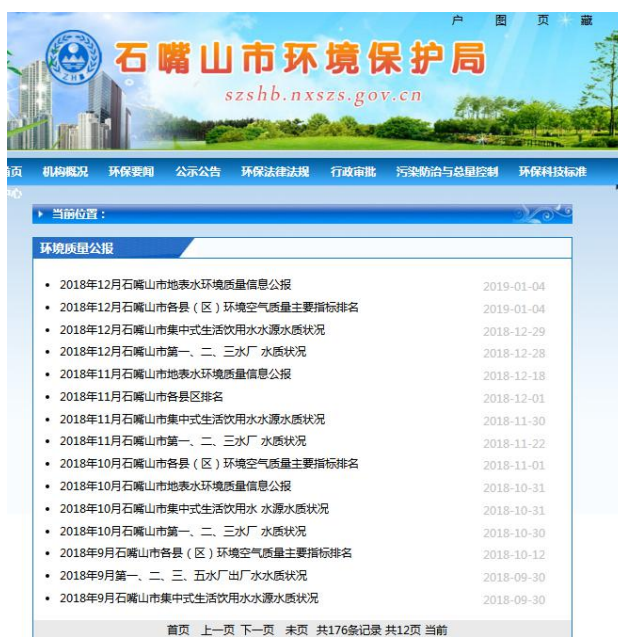 户 图 页 藏
石嘴山市环境保护局
szshb.nxszs.gov.cn
首页 机构概况 环保要闻 公示公告 环保法律法规 行政审批 污染防治与总量控制 环保科技标准
中心
当前位置：
环境质量公报
2018年12月石嘴山市地表水环境质量信息公报 2019-01-04
2018年12月石嘴山市各县（区）环境空气质量主要指标排名 2019-01-04
2018年12月石嘴山市集中式生活饮用水水源水质状况 2018-12-29
2018年12月石嘴山市第一、二、三水厂 水质状况 2018-12-28
2018年11月石嘴山市地表水环境质量信息公报 2018-12-18
2018年11月石嘴山市各县区排名 2018-12-01
2018年11月石嘴山市集中式生活饮用水水源水质状况 2018-11-30
2018年11月石嘴山市第一、二、三水厂 水质状况 2018-11-22
2018年10月石嘴山市各县（区）环境空气质量主要指标排名 2018-11-01
2018年10月石嘴山市地表水环境质量信息公报 2018-10-31
2018年10月石嘴山市集中式生活饮用水 水源水质状况 2018-10-31
2018年10月石嘴山市第一、二、三水厂 水质状况 2018-10-30
2018年9月石嘴山市各县（区）环境空气质量主要指标排名 2018-10-12
2018年9月第一、二、三、五水厂出厂水水质状况 2018-09-30
2018年9月石嘴山市集中式生活饮用水水源水质状况 2018-09-30
首页 上一页 下一页 末页 共176条记录 共12页 当前